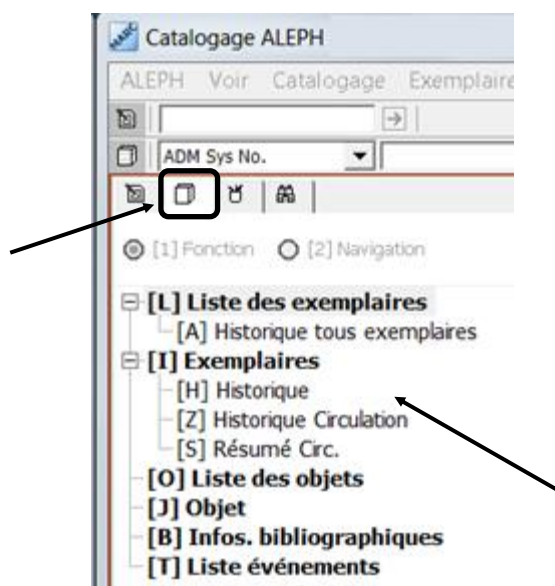 Catalogage ALEPH
ALEPH Voir Catalogage Exemplaire
ADM Sys No.
[1] Fonction [2] Navigation
[L] Liste des exemplaires
[A] Historique tous exemplaires
[I] Exemplaires
[H] Historique
[Z] Historique Circulation
[S] Résumé Circ.
[O] Liste des objets
[J] Objet
[B] Infos. bibliographiques
[T] Liste événements